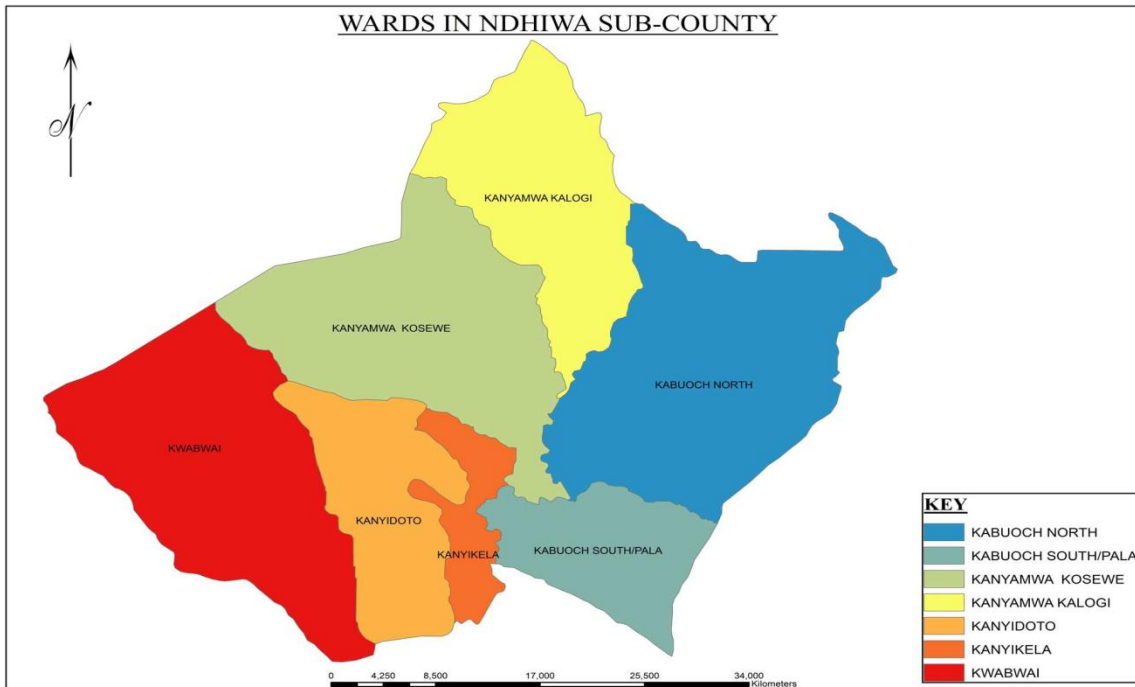 WARDS IN NDHIWA SUB-COUNTY
N
KANYAMWA KALOGI
KANYAMWA KOSEWE
KABUOCH NORTH
KWABWAI
KANYIDOTO
KANYIKELA
KABUOCH SOUTH/PALA
KEY
KABUOCH NORTH
KABUOCH SOUTH/PALA
KANYAMWA KOSEWE
KANYAMWA KALOGI
KANYIDOTO
KANYIKELA
KWABWAI
0 4,250 8,500 17,000 25,500 34,000
Kilometers